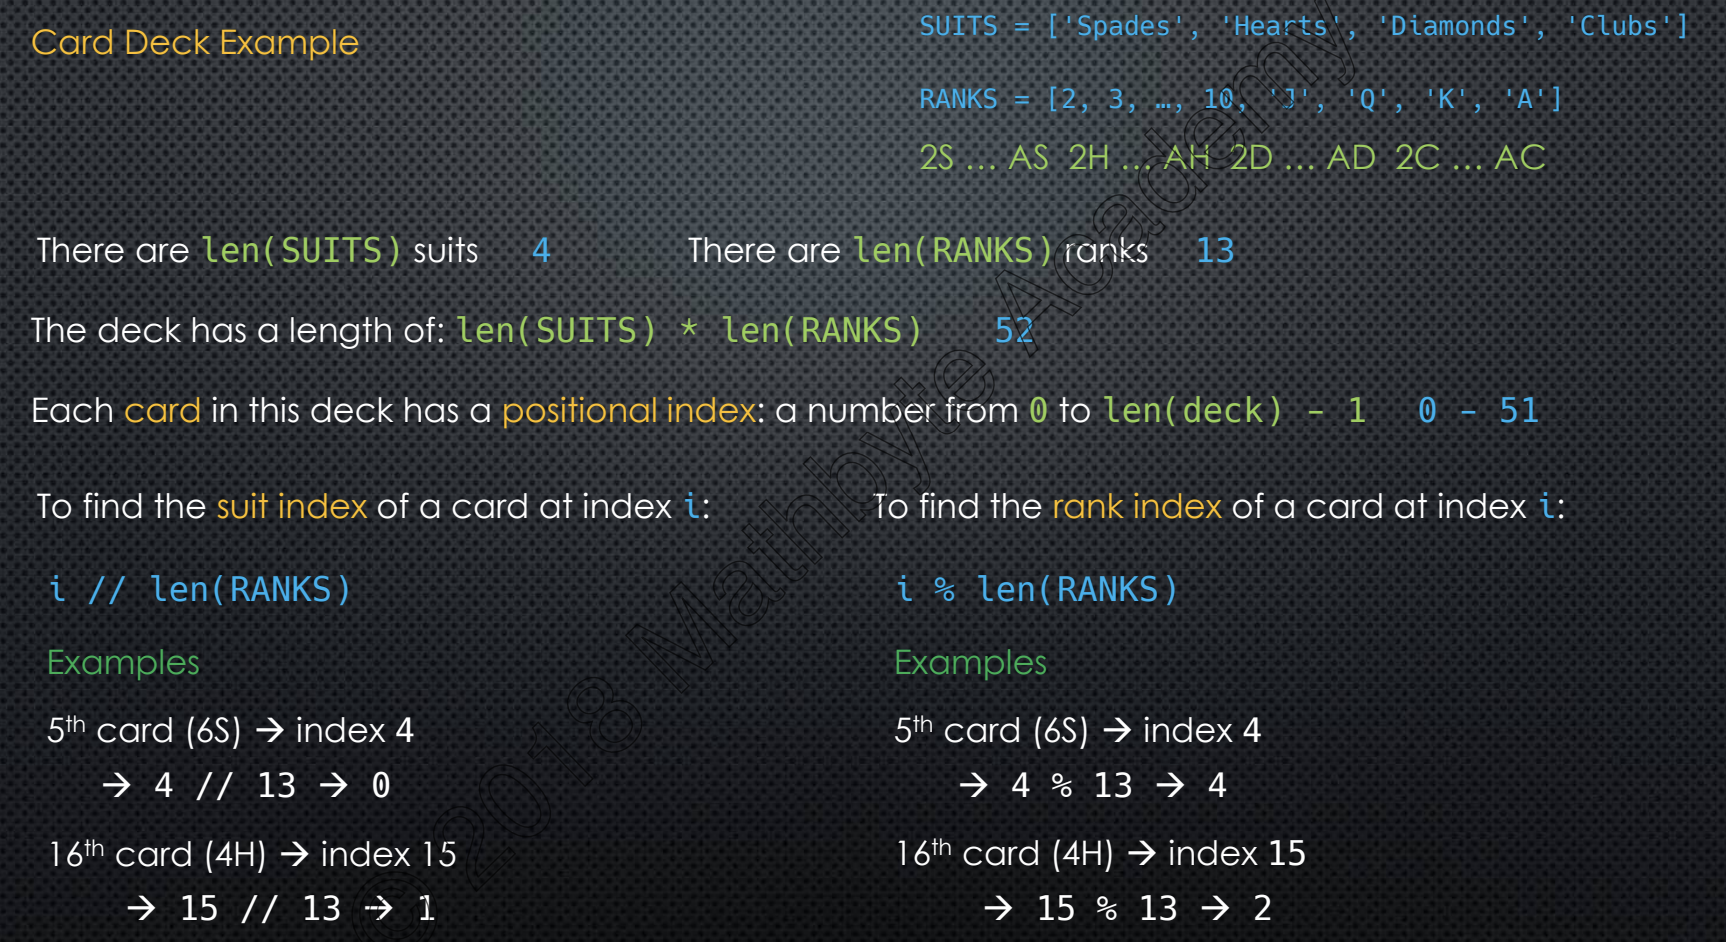 Card Deck Example
SUITS = ['Spades', 'Hearts', 'Diamonds', 'Clubs']
RANKS = [2, 3, …, 10, 'J', 'Q', 'K', 'A']
2S … AS 2H … AH 2D … AD 2C … AC
There are len(SUITS) suits 4 There are len(RANKS) ranks 13
The deck has a length of: len(SUITS) * len(RANKS) 52
Each card in this deck has a positional index: a number from 0 to len(deck) - 1 0 - 51
To find the suit index of a card at index i:
i // len(RANKS)
Examples
5th card (6S) → index 4
→ 4 // 13 → 0
16th card (4H) → index 15
→ 15 // 13 → 1
To find the rank index of a card at index i:
i % len(RANKS)
Examples
5th card (6S) → index 4
→ 4 % 13 → 4
16th card (4H) → index 15
→ 15 % 13 → 2
© 2018 MathByte Academy